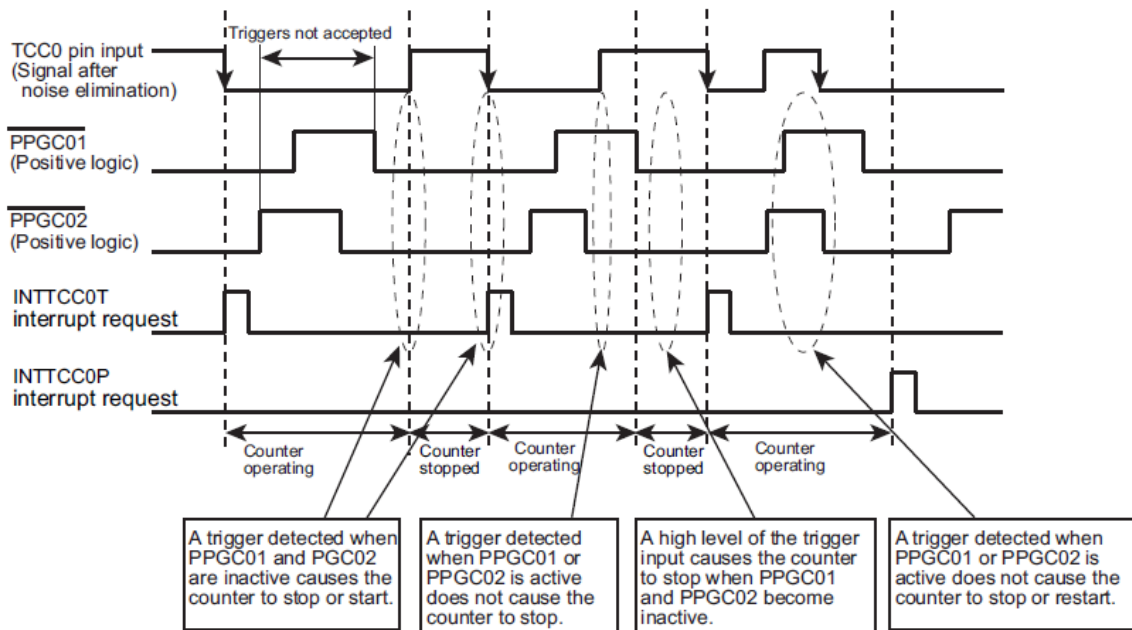 Triggers not accepted
TCC0 pin input
(Signal after
noise elimination)
PPGC01
(Positive logic)
PPGC02
(Positive logic)
INTTCC0T
interrupt request
INTTCC0P
interrupt request
Counter
operating
Counter
stopped
Counter
operating
Counter
stopped
Counter
operating
A trigger detected when
PPGC01 and PGC02
are inactive causes the
counter to stop or start.
A trigger detected
when PPGC01 or
PPGC02 is active
does not cause the
counter to stop.
A high level of the trigger
input causes the counter
to stop when PPGC01
and PPGC02 become
inactive.
A trigger detected when
PPGC01 or PPGC02 is
active does not cause the
counter to stop or restart.